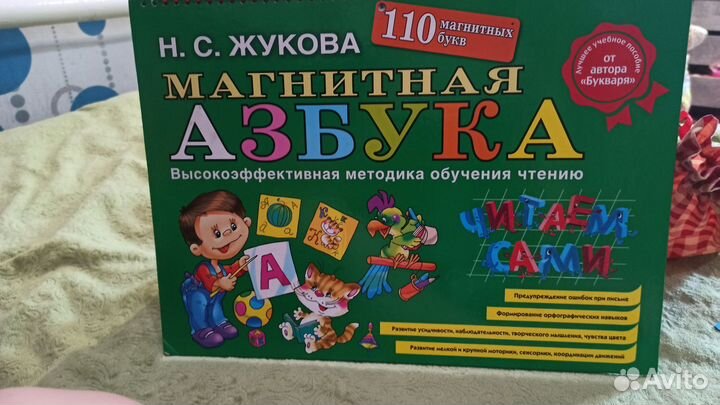 110 магнитных
букв
Н. С. ЖУКОВА
Лучшее учебное пособие
от
автора
«Букваря»
МАГНИТНАЯ
АЗБУКА
Высокоэффективная методика обучения чтению
ЧИТАЕМ
САМИ
А
К
Предупреждение ошибок при письме
Формирование орфографических навыков
Развитие усидчивости, наблюдательности, творческого мышления, чувства цвета
Развитие мелкой и крупной моторики, сенсорики, координации движений
Avito